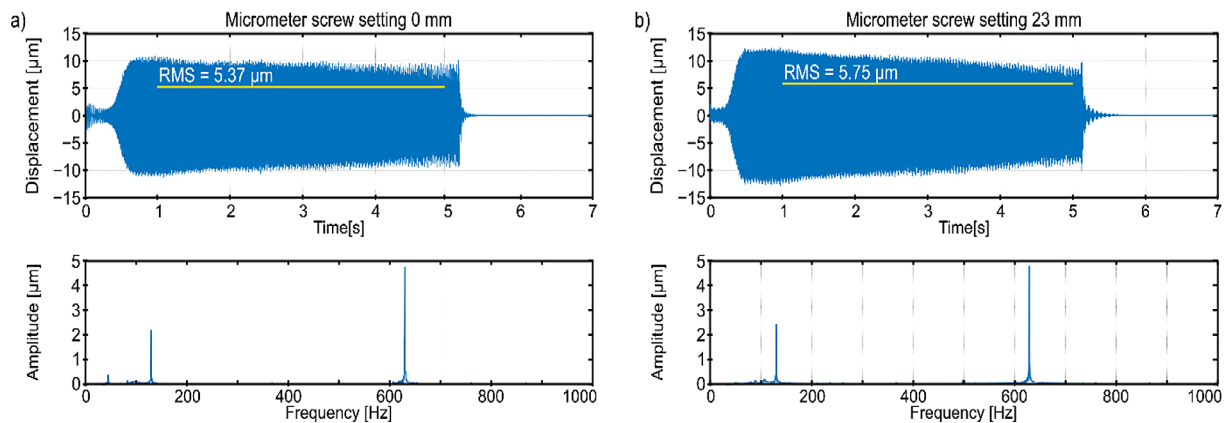 a)
Micrometer screw setting 0 mm
Displacement [µm]
15
10
5
0
−5
−10
−15
RMS = 5.37 µm
0 1 2 3 4 5 6 7
Time[s]
Amplitude [µm]
5
4
3
2
1
0
0 200 400 600 800 1000
Frequency [Hz]
b)
Micrometer screw setting 23 mm
Displacement [µm]
15
10
5
0
−5
−10
−15
RMS = 5.75 µm
0 1 2 3 4 5 6 7
Time[s]
Amplitude [µm]
5
4
3
2
1
0
0 200 400 600 800 1000
Frequency [Hz]